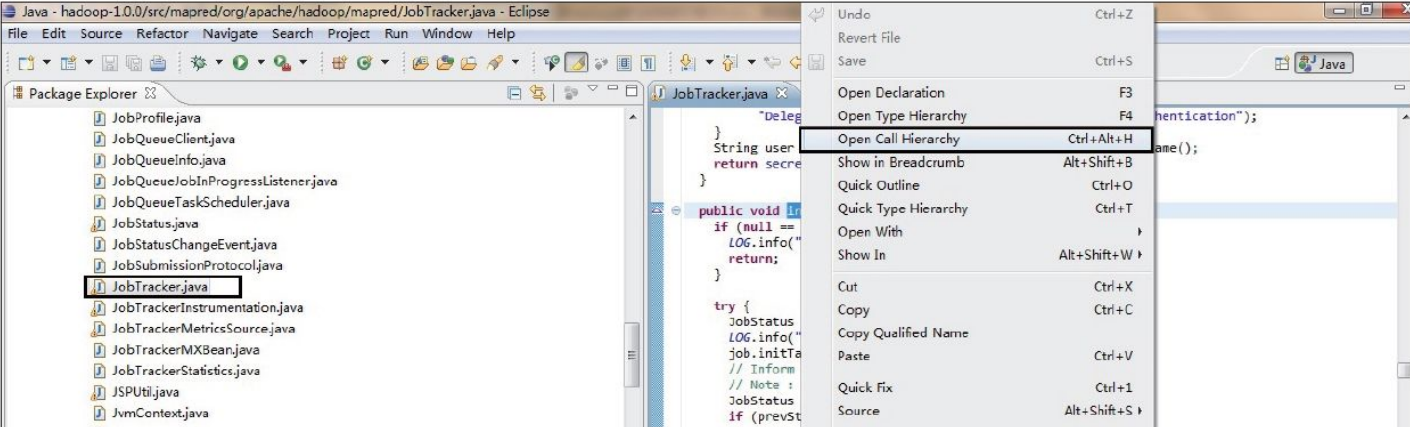 Java - hadoop-1.0.0/src/mapred/org/apache/hadoop/mapred/JobTracker.java - Eclipse
File Edit Source Refactor Navigate Search Project Run Window Help
Java
Package Explorer
JobProfile.java
JobQueueClient.java
JobQueueInfo.java
JobQueueJobInProgressListener.java
JobQueueTaskScheduler.java
JobStatus.java
JobStatusChangeEvent.java
JobSubmissionProtocol.java
JobTracker.java
JobTrackerInstrumentation.java
JobTrackerMetricsSource.java
JobTrackerMXBean.java
JobTrackerStatistics.java
JSPUtil.java
JvmContext.java
JobTracker.java
"Deleg hentication");
}
String user ame();
return secre
}
public void in
if (null ==
LOG.info("
return;
}
try {
JobStatus
LOG.info("
job.initTa
// Inform
// Note :
JobStatus
if (prevSt
Undo Ctrl+Z
Revert File
Save Ctrl+S
Open Declaration F3
Open Type Hierarchy F4
Open Call Hierarchy Ctrl+Alt+H
Show in Breadcrumb Alt+Shift+B
Quick Outline Ctrl+O
Quick Type Hierarchy Ctrl+T
Open With
Show In Alt+Shift+W
Cut Ctrl+X
Copy Ctrl+C
Copy Qualified Name
Paste Ctrl+V
Quick Fix Ctrl+1
Source Alt+Shift+S